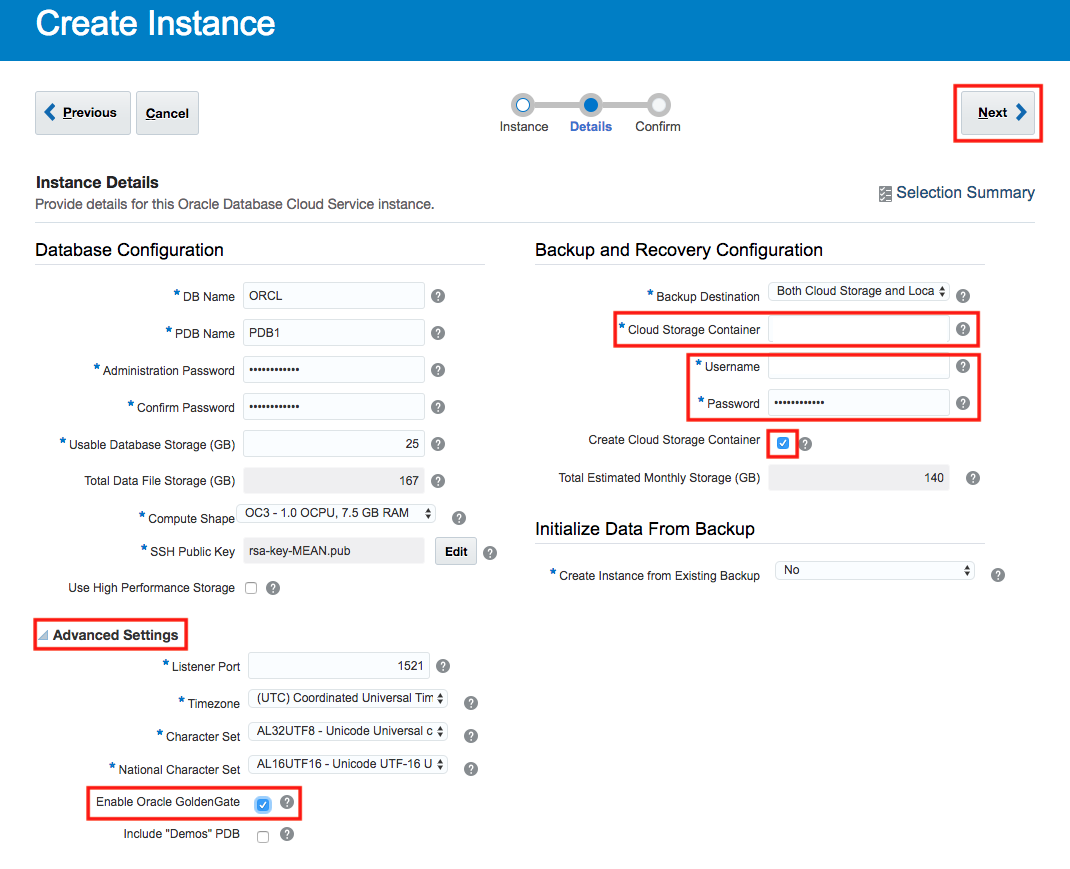 Create Instance
Previous
Cancel
Instance
Details
Confirm
Next
Instance Details
Provide details for this Oracle Database Cloud Service instance.
Selection Summary
Database Configuration
* DB Name ORCL ?
* PDB Name PDB1 ?
* Administration Password •••••••••••• ?
* Confirm Password •••••••••••• ?
* Usable Database Storage (GB) 25 ?
Total Data File Storage (GB) 167 ?
* Compute Shape OC3 - 1.0 OCPU, 7.5 GB RAM ?
* SSH Public Key rsa-key-MEAN.pub Edit ?
Use High Performance Storage ?
Advanced Settings
* Listener Port 1521 ?
* Timezone (UTC) Coordinated Universal Tim ?
* Character Set AL32UTF8 - Unicode Universal c ?
* National Character Set AL16UTF16 - Unicode UTF-16 U ?
Enable Oracle GoldenGate ?
Include "Demos" PDB ?
Backup and Recovery Configuration
* Backup Destination Both Cloud Storage and Loca ?
* Cloud Storage Container ?
* Username ?
* Password •••••••••••• ?
Create Cloud Storage Container ?
Total Estimated Monthly Storage (GB) 140 ?
Initialize Data From Backup
* Create Instance from Existing Backup No ?